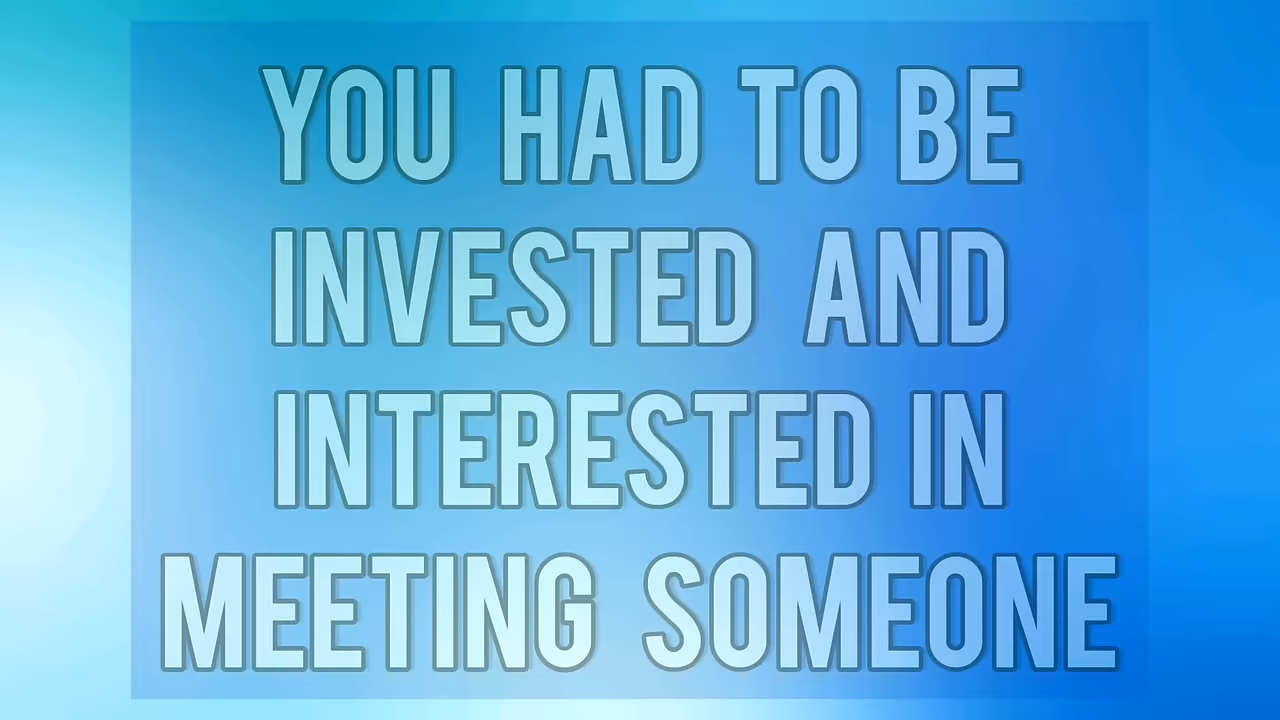 YOU HAD TO BE
INVESTED AND
INTERESTED IN
MEETING SOMEONE